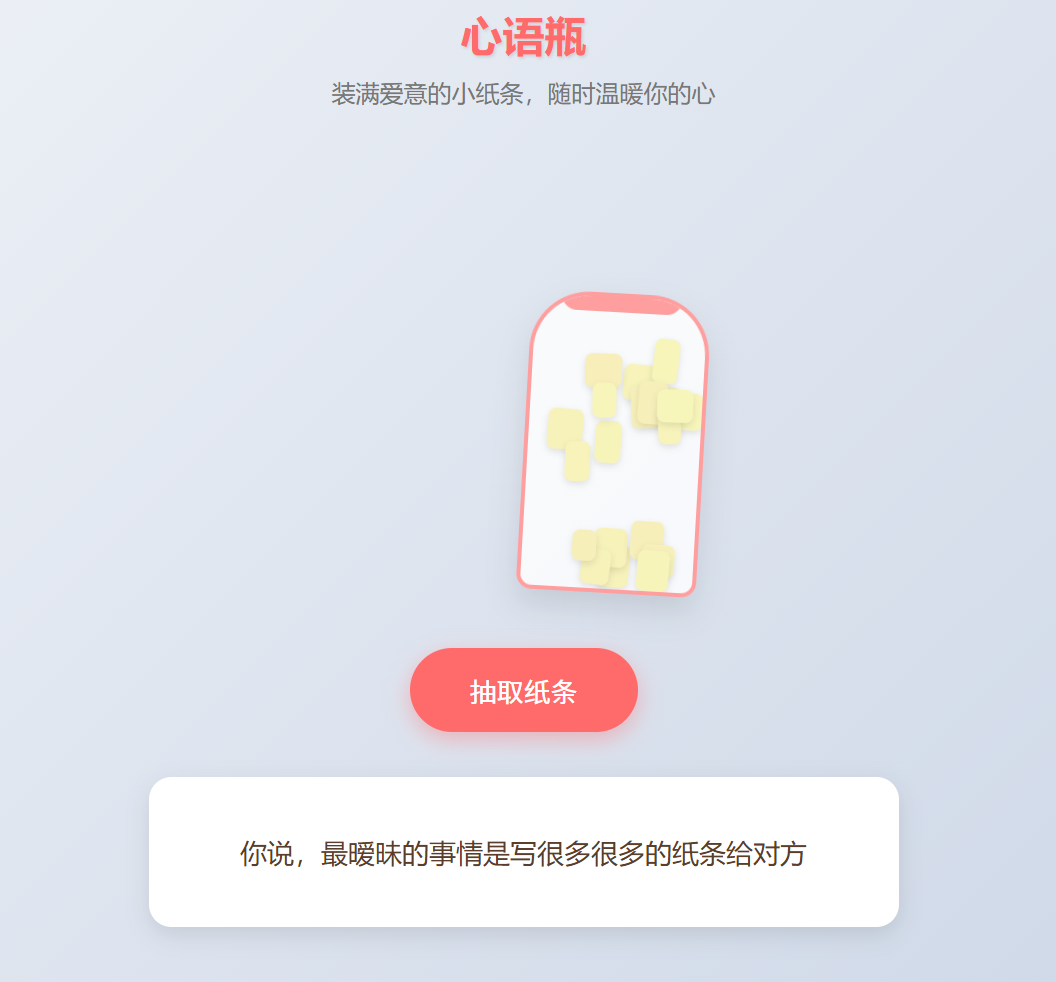 心语瓶
装满爱意的小纸条，随时温暖你的心
抽取纸条
你说，最暧昧的事情是写很多很多的纸条给对方